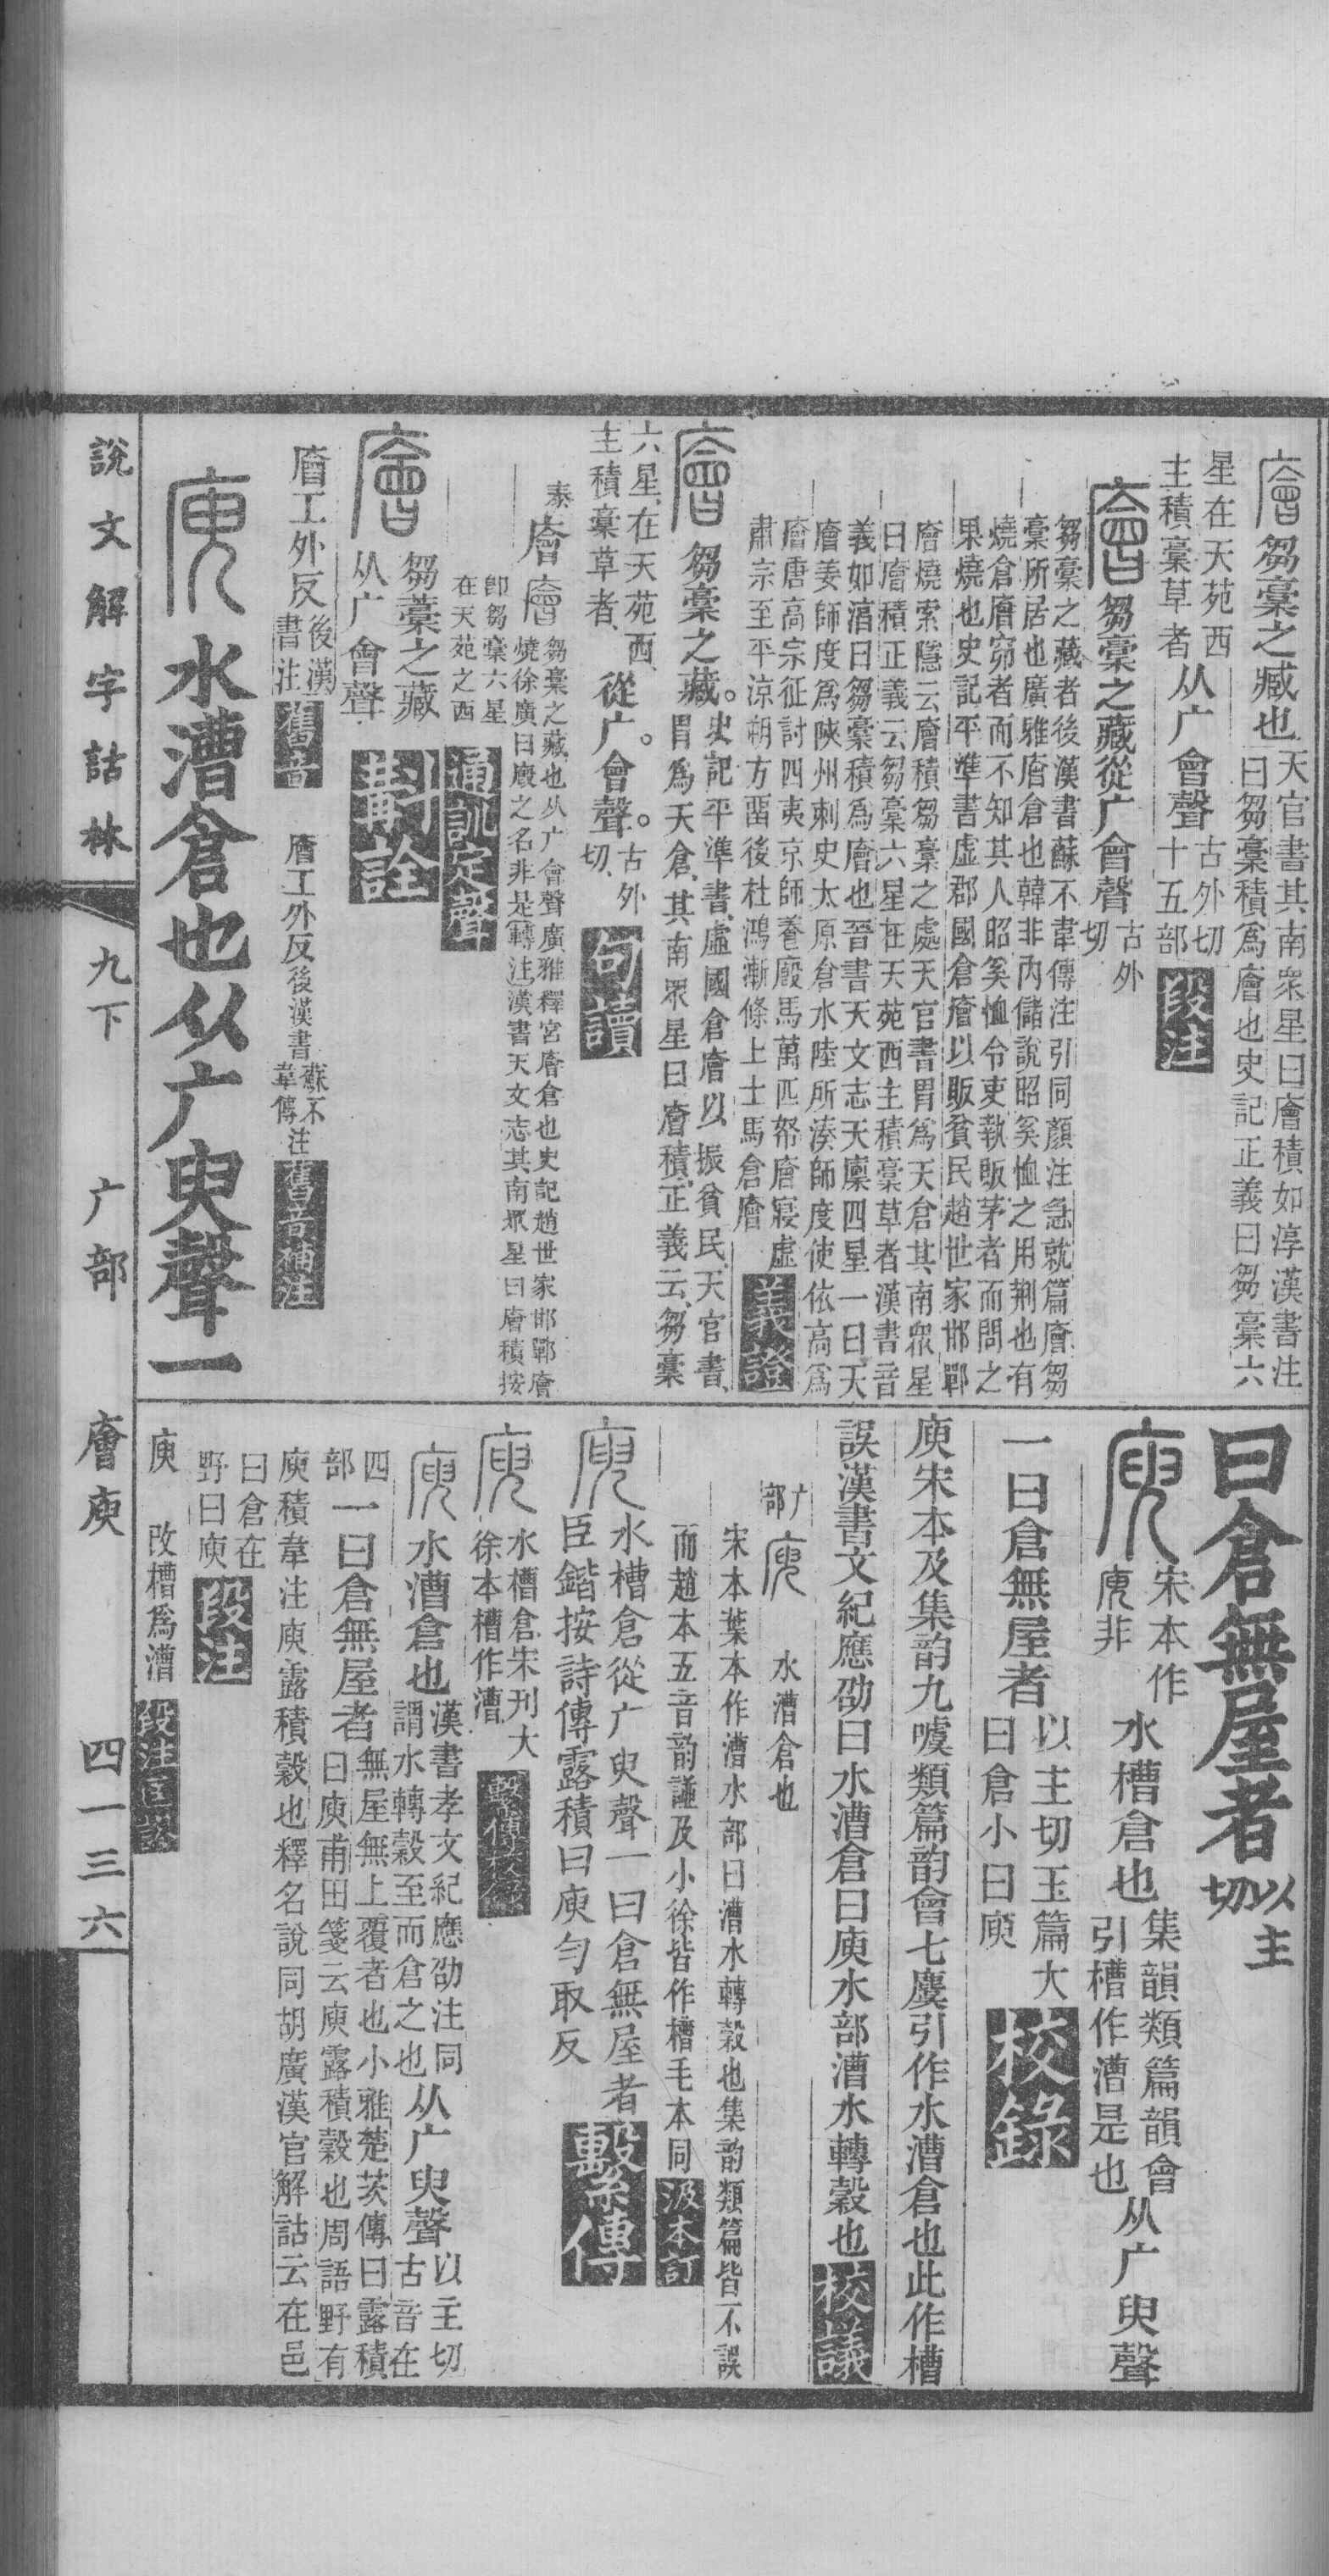 廥芻稾之藏也天官書其南衆星曰廥積如淳漢書注
曰芻稾積爲廥也史記正義曰芻稾六
星在天苑西
主積稾草者从广會聲古外切
十五部段注
廥芻稾之藏從广會聲古外
切
芻稾之藏者後漢書蘇不韋傳注引同顏注急就篇廥芻
稾所居也廣雅廥倉也韓非內儲說昭奚恤之用荆也有
燒倉廥窌者而不知其人昭奚恤令吏執販茅者而問之
果燒也史記平準書虛郡國倉廥以賑貧民趙世家邯鄲
廥燒索隱云廥積芻稾之處天官書胃爲天倉其南衆星
曰廥積正義云芻稾六星在天苑西主積稾草者漢書音
義如淳曰芻稾積爲廥也晉書天文志天廩四星一曰天
廥姜師度爲陝州刺史太原倉水陸所湊師度使依高爲
廥唐高宗征討四夷京師養廄馬萬匹帑廥寖虛
肅宗至平涼朔方留後杜鴻漸條上士馬倉廥義證
廥芻稾之藏。史記平準書、虛國倉廥以振貧民、天官書、
胃爲天倉、其南眾星曰廥積、正義云、芻稾
六星、在天苑西、
主積稾草者、從广。會聲。古外
切、句讀
泰廥廥芻稾之藏也从广會聲廣雅釋宮廥倉也史記趙世家邯鄲廥
燒徐廣曰廄之名非是轉注漢書天文志其南眾星曰廥積按
卽芻稾六星
在天苑之西通訓定聲
廥芻藁之藏
从广會聲斠詮
廥工外反後漢
書注舊音　廥工外反後漢書蘇不
韋傳注舊音補注
庾水漕倉也从广臾聲一
曰倉無屋者以主
切
庾宋本作
庾非水槽倉也集韻類篇韻會
引槽作漕是也从广臾聲
一曰倉無屋者以主切玉篇大
曰倉小曰庾校錄
庾宋本及集韵九噳類篇韵會七麌引作水漕倉也此作槽
誤漢書文紀應劭曰水漕倉曰庾水部漕水轉穀也校議
广
部庾　水漕倉也
宋本葉本作漕水部曰漕水轉穀也集韵類篇皆不誤
而趙本五音韵譜及小徐皆作槽毛本同汲本訂
庾水槽倉從广臾聲一曰倉無屋者
臣鍇按詩傳露積曰庾勻取反繫傳
庾水槽倉宋刊大
徐本槽作漕
庾水漕倉也漢書孝文紀應劭注同
謂水轉穀至而倉之也从广臾聲以主切
古音在
四
部一曰倉無屋者無屋無上覆者也小雅楚茨傳曰露積
曰庾甫田箋云庾露積穀也周語野有
庾積韋注庾露積穀也釋名說同胡廣漢官解詁云在邑
曰倉在
野曰庾段注
庾　改槽爲漕　段注匡謬
說文解字詁林　九下　广部　廥庾　四一三六